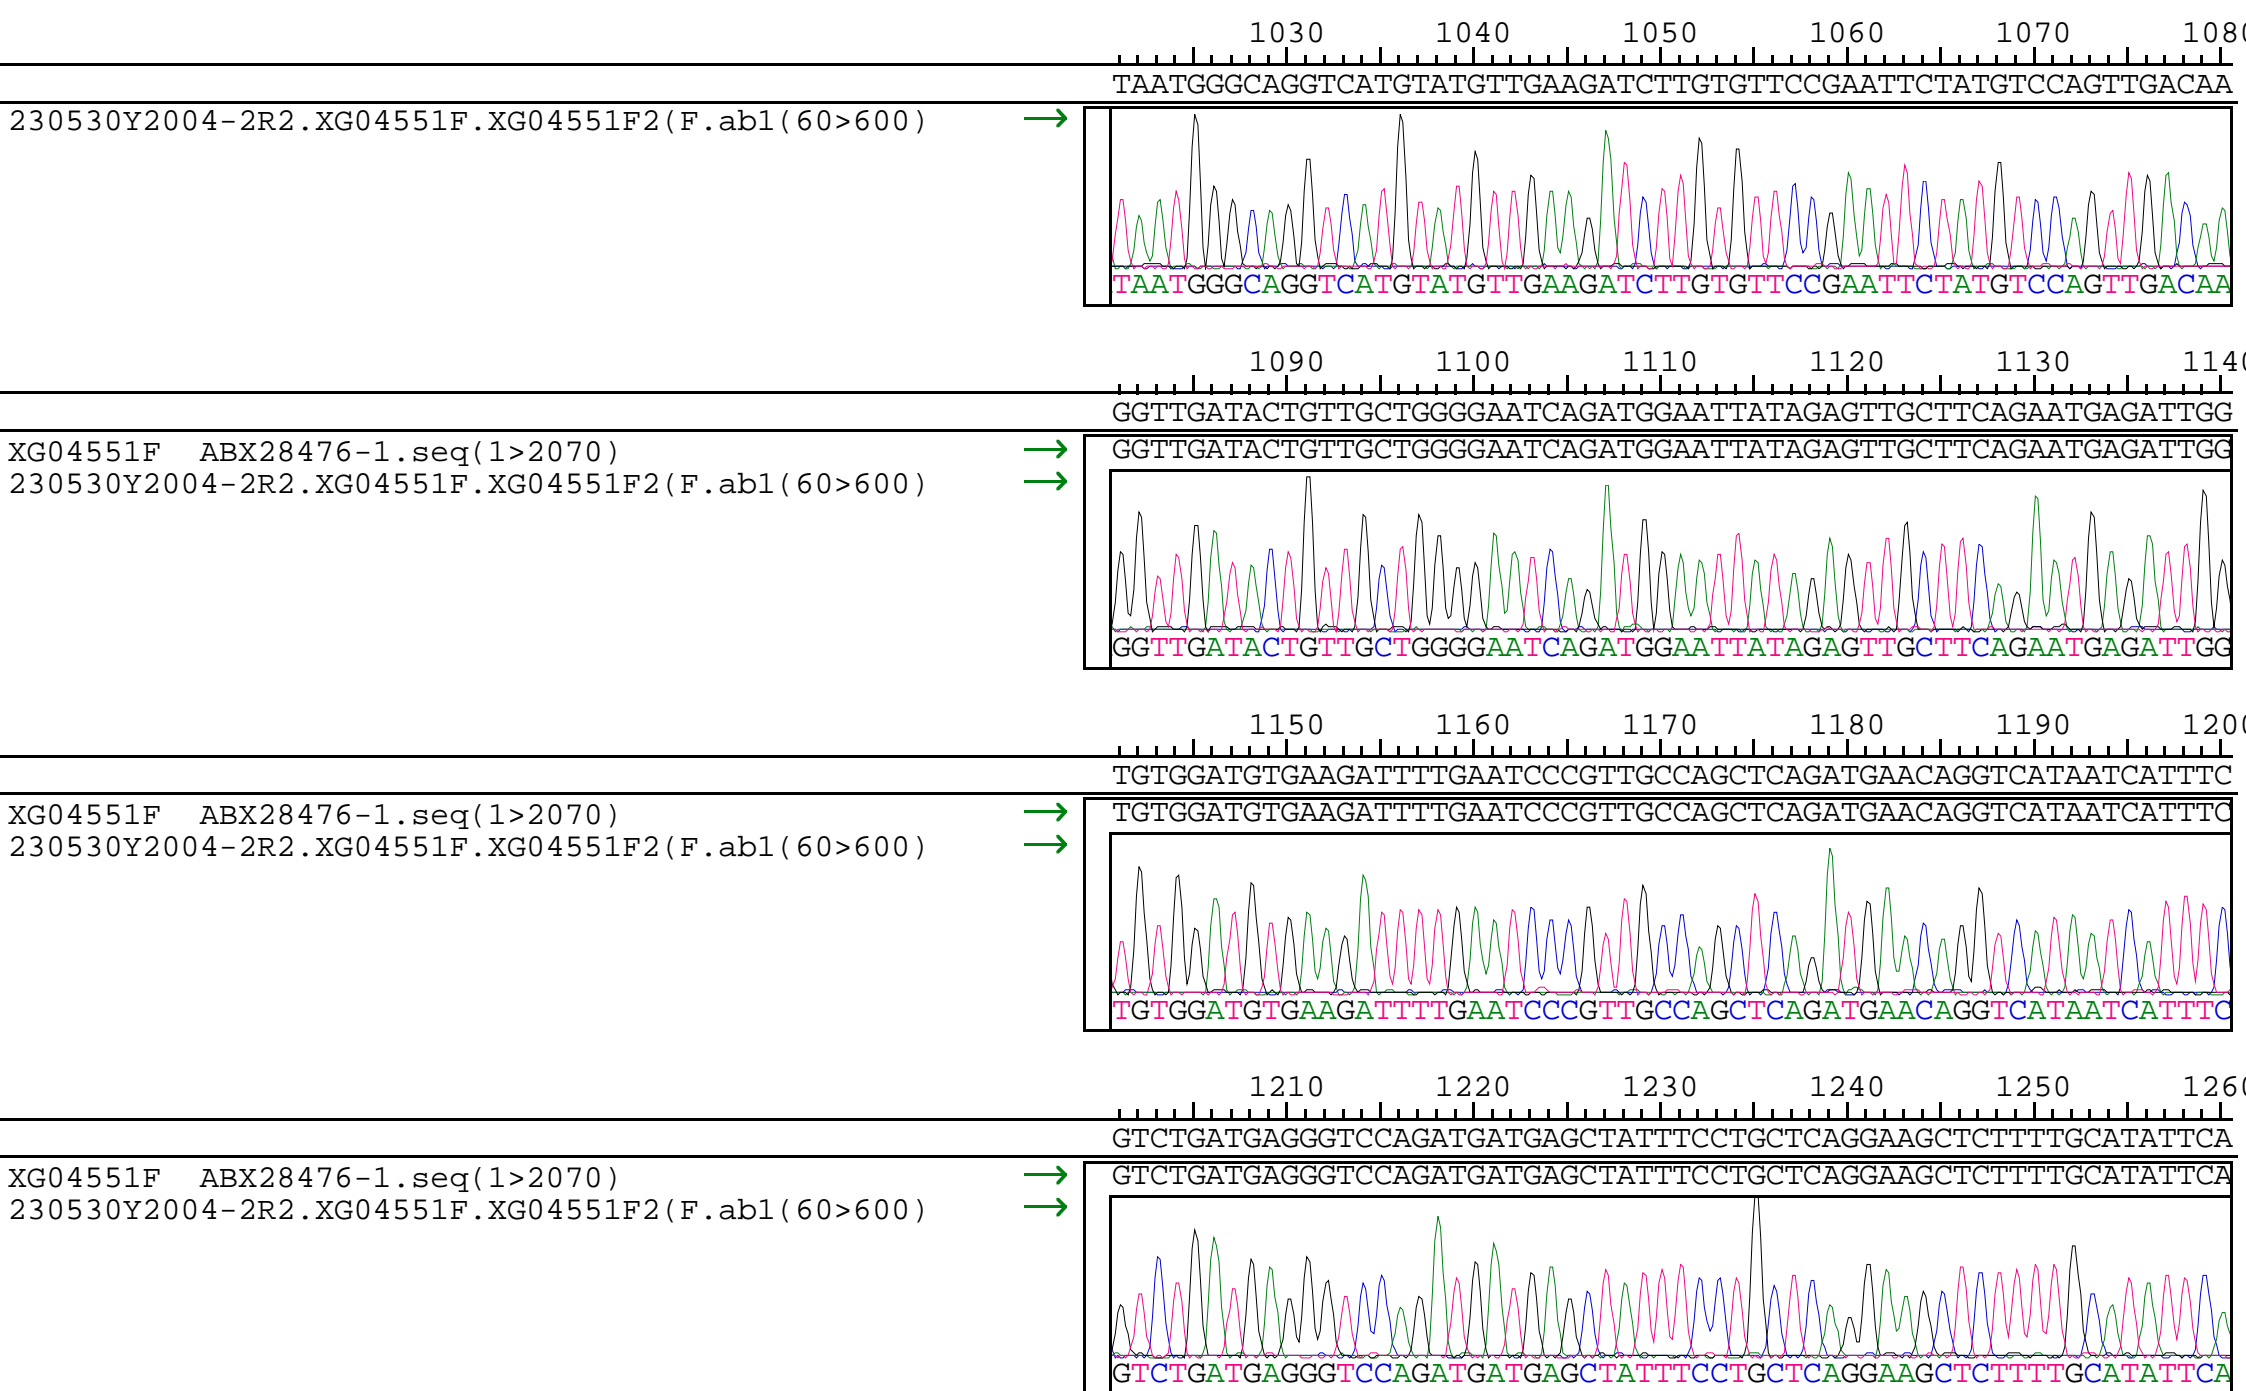 1030 1040 1050 1060 1070 1080
TAATGGGCAGGTCATGTATGTTGAAGATCTTGTGTTCCGAATTCTATGTCCAGTTGACAA
230530Y2004-2R2.XG04551F.XG04551F2(F.ab1(60>600) →
TAATGGGCAGGTCATGTATGTTGAAGATCTTGTGTTCCGAATTCTATGTCCAGTTGACAA
1090 1100 1110 1120 1130 1140
GGTTGATACTGTTGCTGGGGAATCAGATGGAATTATAGAGTTGCTTCAGAATGAGATTGG
XG04551F ABX28476-1.seq(1>2070) → GGTTGATACTGTTGCTGGGGAATCAGATGGAATTATAGAGTTGCTTCAGAATGAGATTGG
230530Y2004-2R2.XG04551F.XG04551F2(F.ab1(60>600) →
GGTTGATACTGTTGCTGGGGAATCAGATGGAATTATAGAGTTGCTTCAGAATGAGATTGG
1150 1160 1170 1180 1190 1200
TGTGGATGTGAAGATTTTGAATCCCGTTGCCAGCTCAGATGAACAGGTCATAATCATTTC
XG04551F ABX28476-1.seq(1>2070) → TGTGGATGTGAAGATTTTGAATCCCGTTGCCAGCTCAGATGAACAGGTCATAATCATTTC
230530Y2004-2R2.XG04551F.XG04551F2(F.ab1(60>600) →
TGTGGATGTGAAGATTTTGAATCCCGTTGCCAGCTCAGATGAACAGGTCATAATCATTTC
1210 1220 1230 1240 1250 1260
GTCTGATGAGGGTCCAGATGATGAGCTATTTCCTGCTCAGGAAGCTCTTTTGCATATTCA
XG04551F ABX28476-1.seq(1>2070) → GTCTGATGAGGGTCCAGATGATGAGCTATTTCCTGCTCAGGAAGCTCTTTTGCATATTCA
230530Y2004-2R2.XG04551F.XG04551F2(F.ab1(60>600) →
GTCTGATGAGGGTCCAGATGATGAGCTATTTCCTGCTCAGGAAGCTCTTTTGCATATTCA